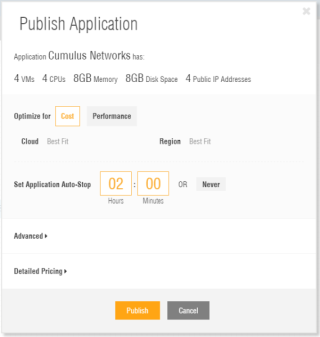 Publish Application
Application Cumulus Networks has:
4 VMs 4 CPUs 8GB Memory 8GB Disk Space 4 Public IP Addresses
Optimize for Cost Performance
Cloud Best Fit Region Best Fit
Set Application Auto-Stop 02 : 00 OR Never
Hours Minutes
Advanced
Detailed Pricing
Publish Cancel